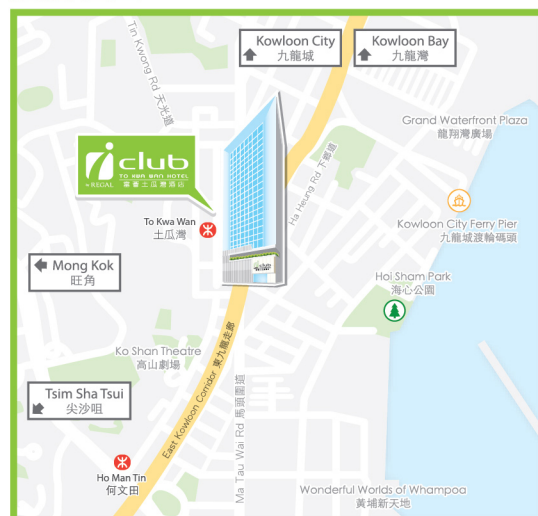 Kowloon City
九龍城
Kowloon Bay
九龍灣
Tin Kwong Rd 天光道
Grand Waterfront Plaza
龍翔灣廣場
iclub
TO KWA WAN HOTEL
by REGAL
富薈土瓜灣酒店
Ha Heung Rd 下鄉道
To Kwa Wan
土瓜灣
Kowloon City Ferry Pier
九龍城渡輪碼頭
Mong Kok
旺角
Hoi Sham Park
海心公園
Ko Shan Theatre
高山劇場
East Kowloon Corridor 東九龍走廊
Ma Tau Wai Rd 馬頭圍道
Tsim Sha Tsui
尖沙咀
Ho Man Tin
何文田
Wonderful Worlds of Whampoa
黃埔新天地